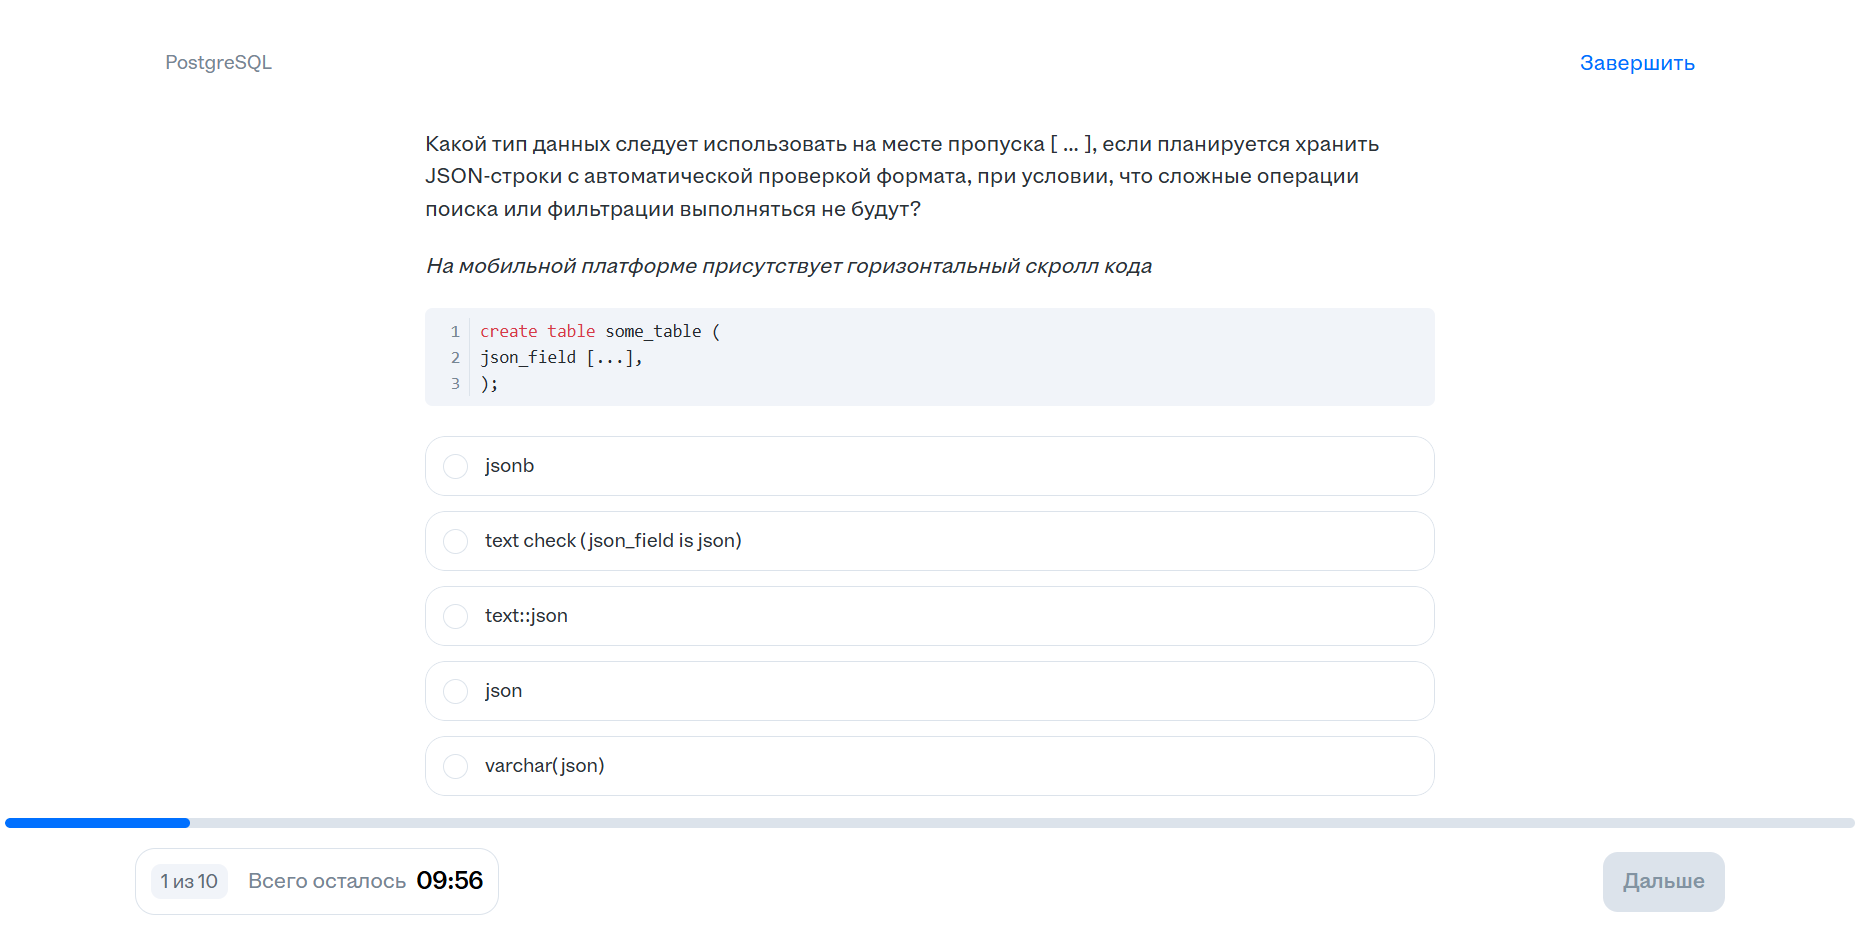 PostgreSQL
Завершить
Какой тип данных следует использовать на месте пропуска [ ... ], если планируется хранить
JSON-строки с автоматической проверкой формата, при условии, что сложные операции
поиска или фильтрации выполняться не будут?
На мобильной платформе присутствует горизонтальный скролл кода
1 create table some_table (
2 json_field [...],
3 );
jsonb
text check (json_field is json)
text::json
json
varchar(json)
1 из 10 Всего осталось 09:56
Дальше